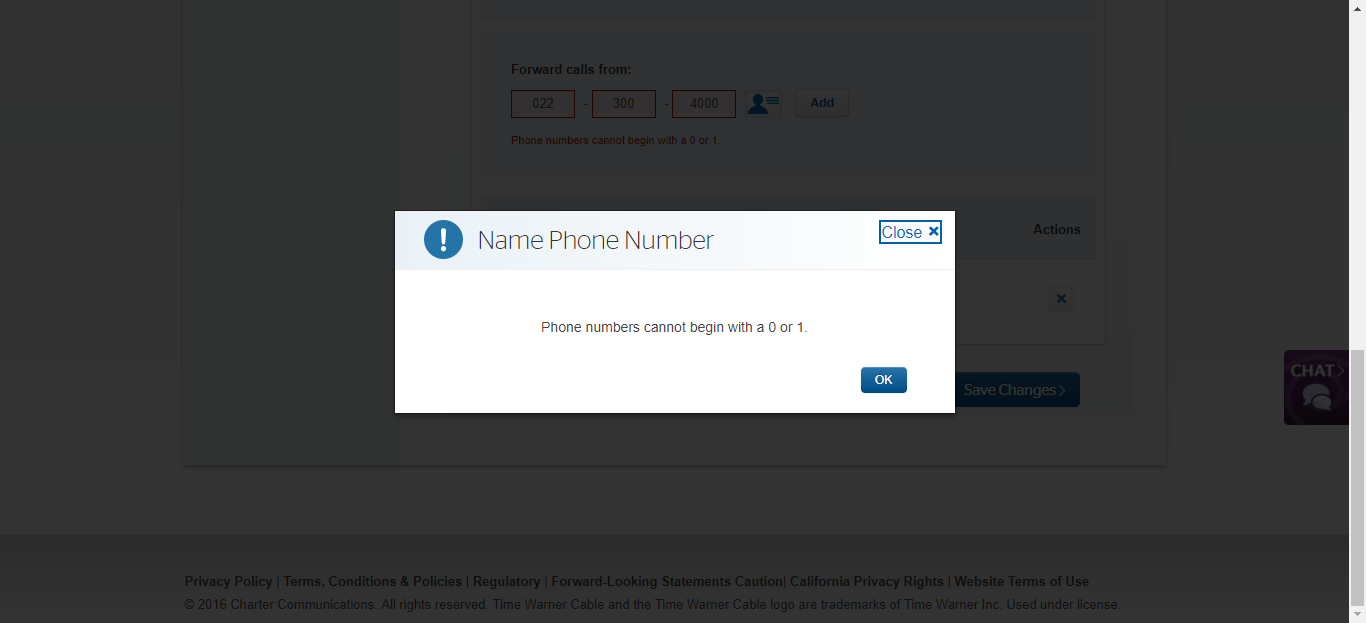 Forward calls from:
022 - 300 - 4000 Add
Phone numbers cannot begin with a 0 or 1.
Name Phone Number
Close ×
Actions
Phone numbers cannot begin with a 0 or 1.
OK
Save Changes
CHAT
Privacy Policy | Terms, Conditions & Policies | Regulatory | Forward-Looking Statements Caution| California Privacy Rights | Website Terms of Use
© 2016 Charter Communications. All rights reserved. Time Warner Cable and the Time Warner Cable logo are trademarks of Time Warner Inc. Used under license.